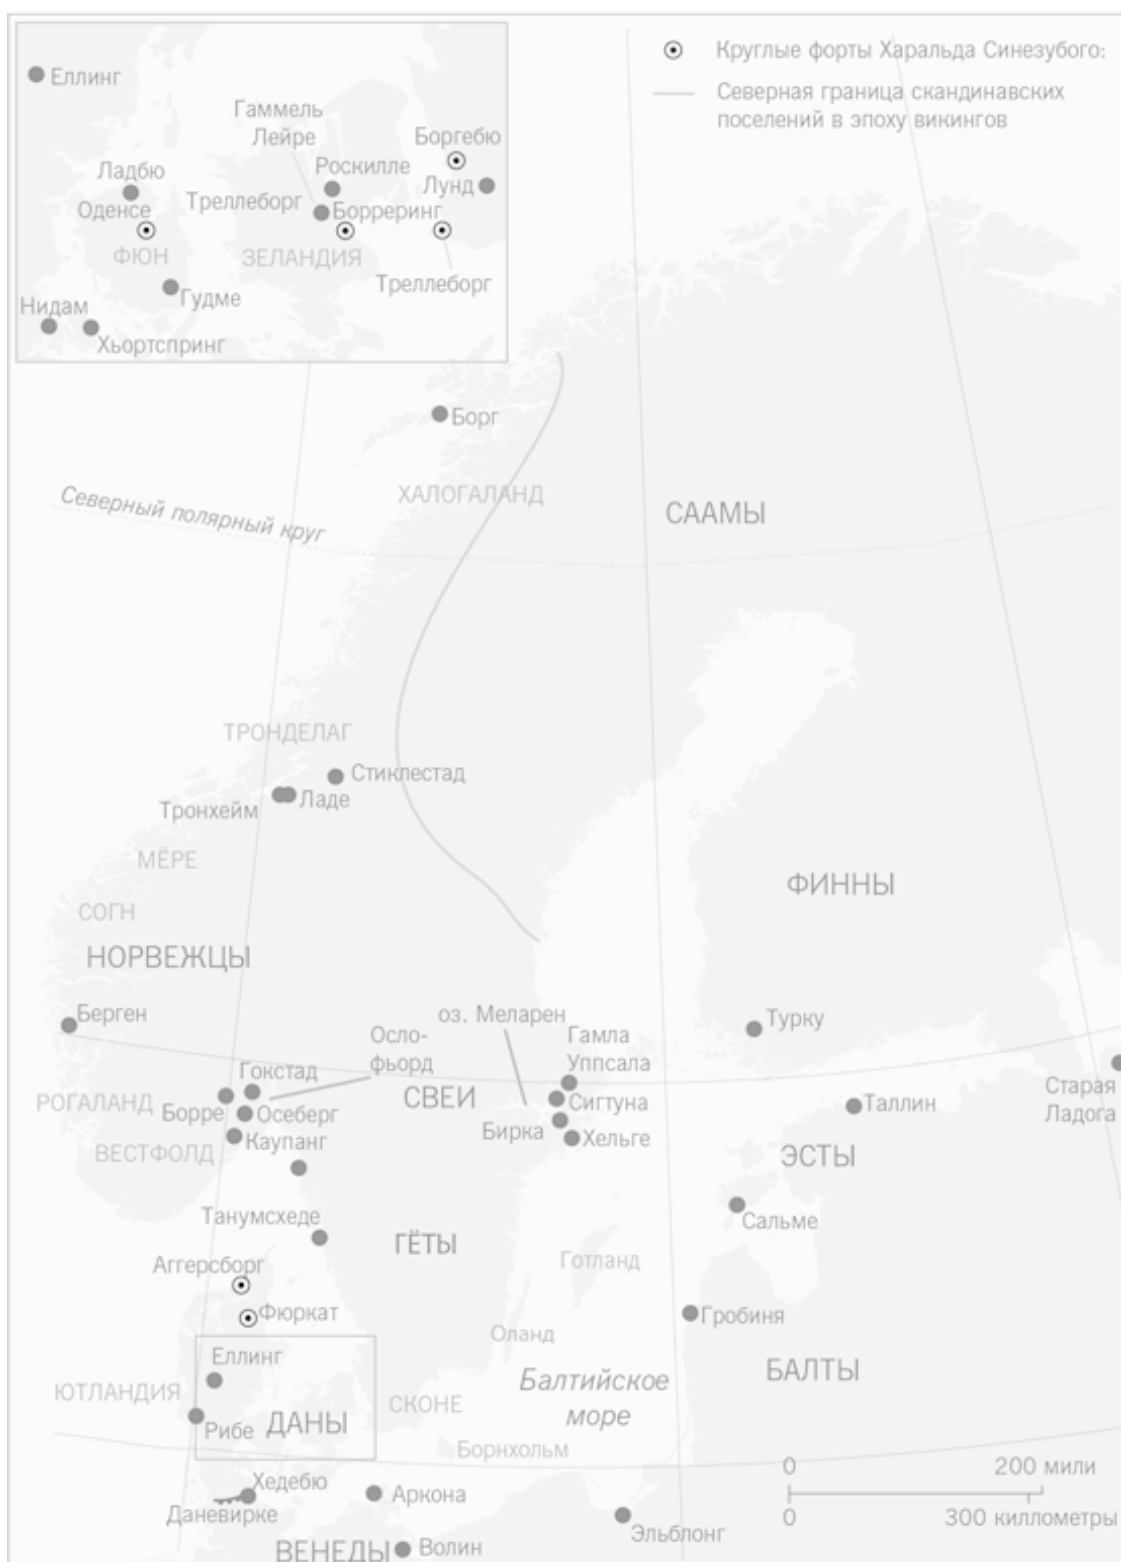 Круглые форты Харальда Синезубого:
Северная граница скандинавских
поселений в эпоху викингов
Еллинг
Гаммель
Лейре
Боргебю
Ладбю
Роскилле
Лунд
Оденсе
Треллеборг
Борреринг
ФЮН
ЗЕЛАНДИЯ
Треллеборг
Гудме
Нидам
Хьортспринг
Борг
ХАЛОГАЛАНД
СААМЫ
Северный полярный круг
ТРОНДЕЛАГ
Стиклестад
Тронхейм
Ладе
МЁРЕ
ФИННЫ
СОГН
НОРВЕЖЦЫ
Берген
оз. Меларен
Турку
Осло-
фьорд
Гамла
Уппсала
Гокстад
РОГАЛАНД
Борре
Осеберг
СВЕИ
Сигтуна
Таллин
Старая
Ладога
Каупанг
Бирка
Хельге
ВЕСТФОЛД
ЭСТЫ
Танумсхеде
Сальме
ГЁТЫ
Готланд
Аггерсборг
Фюркат
Гробиня
Оланд
Еллинг
БАЛТЫ
Балтийское
море
ЮТЛАНДИЯ
СКОНЕ
Рибе
ДАНЫ
Борнхольм
0
200 мили
Хедебю
Аркона
Даневирке
0
300 киллометры
Эльблонг
ВЕНЕДЫ
Волин